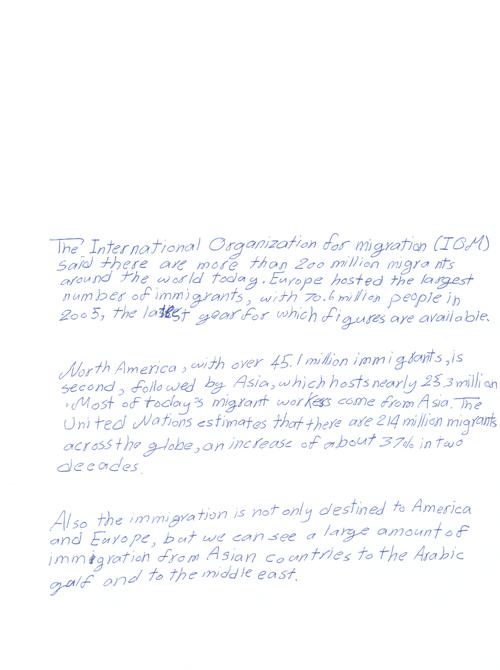 The International Organization for migration (IOM)
said there are more than 200 million migrants
around the world today. Europe hosted the largest
number of immigrants, with 70.6 million people in
2005, the latest year for which figures are available.
North America, with over 45.1 million immigrants, is
second, followed by Asia, which hosts nearly 25.3 million
. Most of today's migrant workers come from Asia. The
United Nations estimates that there are 214 million migrants
across the globe, an increase of about 37% in two
decades.
Also the immigration is not only destined to America
and Europe, but we can see a large amount of
immigration from Asian countries to the Arabic
gulf and to the middle east.